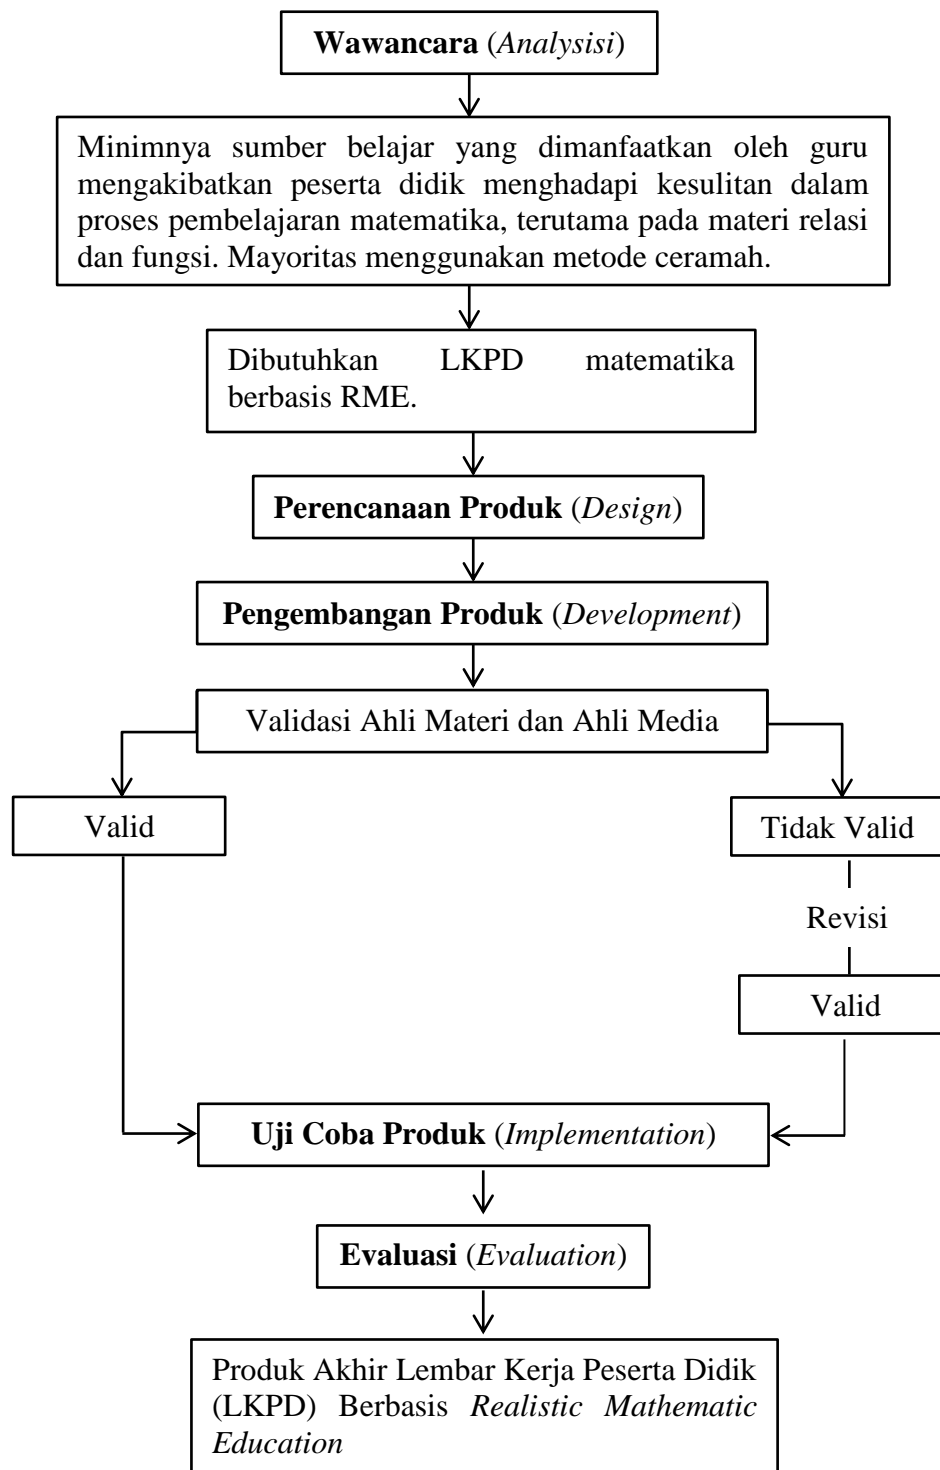 Wawancara (Analysisi)
Minimnya sumber belajar yang dimanfaatkan oleh guru
mengakibatkan peserta didik menghadapi kesulitan dalam
proses pembelajaran matematika, terutama pada materi relasi
dan fungsi. Mayoritas menggunakan metode ceramah.
Dibutuhkan LKPD matematika
berbasis RME.
Perencanaan Produk (Design)
Pengembangan Produk (Development)
Validasi Ahli Materi dan Ahli Media
Valid
Tidak Valid
Revisi
Valid
Uji Coba Produk (Implementation)
Evaluasi (Evaluation)
Produk Akhir Lembar Kerja Peserta Didik
(LKPD) Berbasis Realistic Mathematic
Education